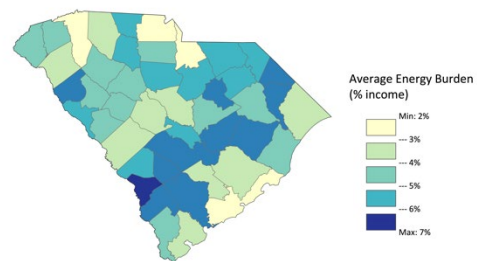 Average Energy Burden
(% income)
Min: 2%
--- 3%
--- 4%
--- 5%
--- 6%
Max: 7%